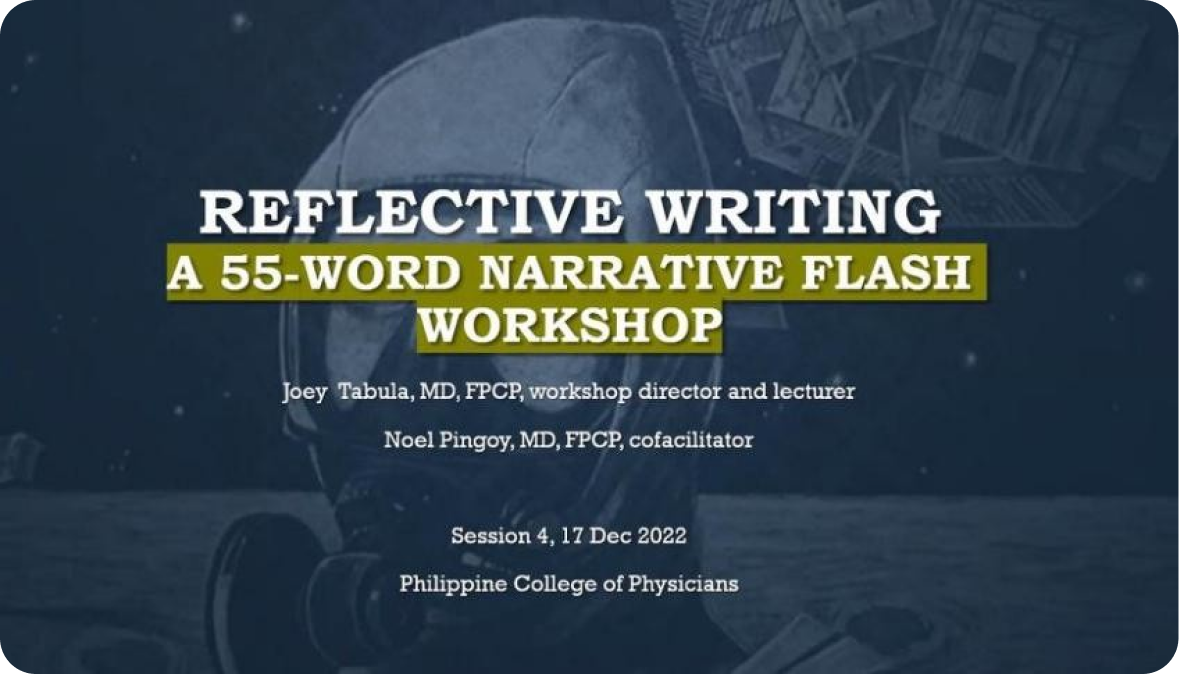 REFLECTIVE WRITING
A 55-WORD NARRATIVE FLASH
WORKSHOP
Joey Tabula, MD, FPCP, workshop director and lecturer
Noel Pingoy, MD, FPCP, cofacilitator
Session 4, 17 Dec 2022
Philippine College of Physicians